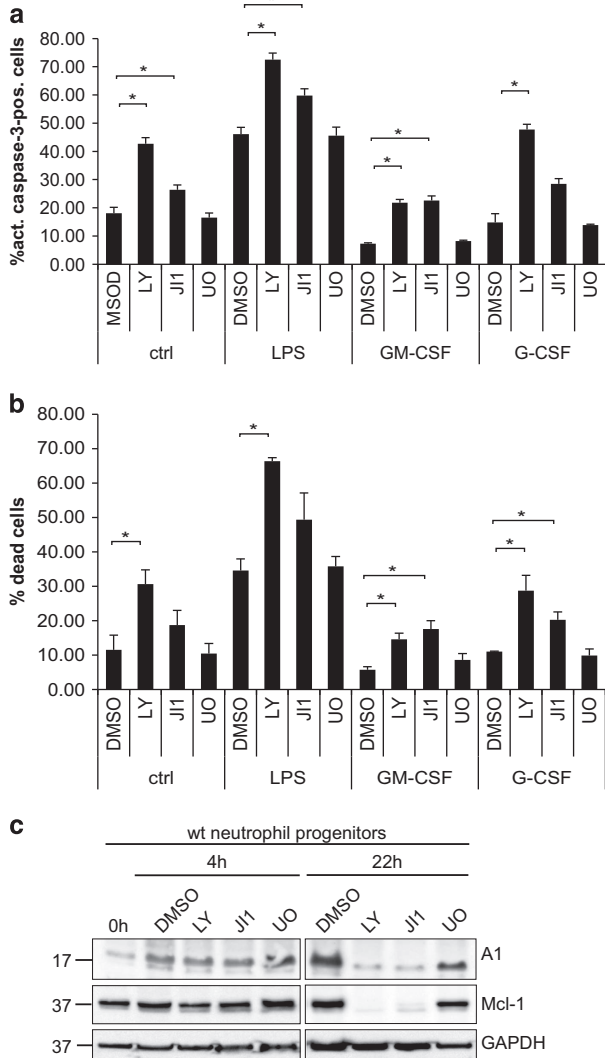 a
%act. caspase-3-pos. cells
80.00
70.00
60.00
50.00
40.00
30.00
20.00
10.00
0.00
* * * * * * *
MSOD LY JI1 UO DMSO LY JI1 UO DMSO LY JI1 UO DMSO LY JI1 UO
ctrl LPS GM-CSF G-CSF
b
% dead cells
80.00
70.00
60.00
50.00
40.00
30.00
20.00
10.00
0.00
* * * * * *
DMSO LY JI1 UO DMSO LY JI1 UO DMSO LY JI1 UO DMSO LY JI1 UO
ctrl LPS GM-CSF G-CSF
c
wt neutrophil progenitors
4h 22h
0h DMSO LY JI1 UO DMSO LY JI1 UO
17 A1
37 Mcl-1
37 GAPDH